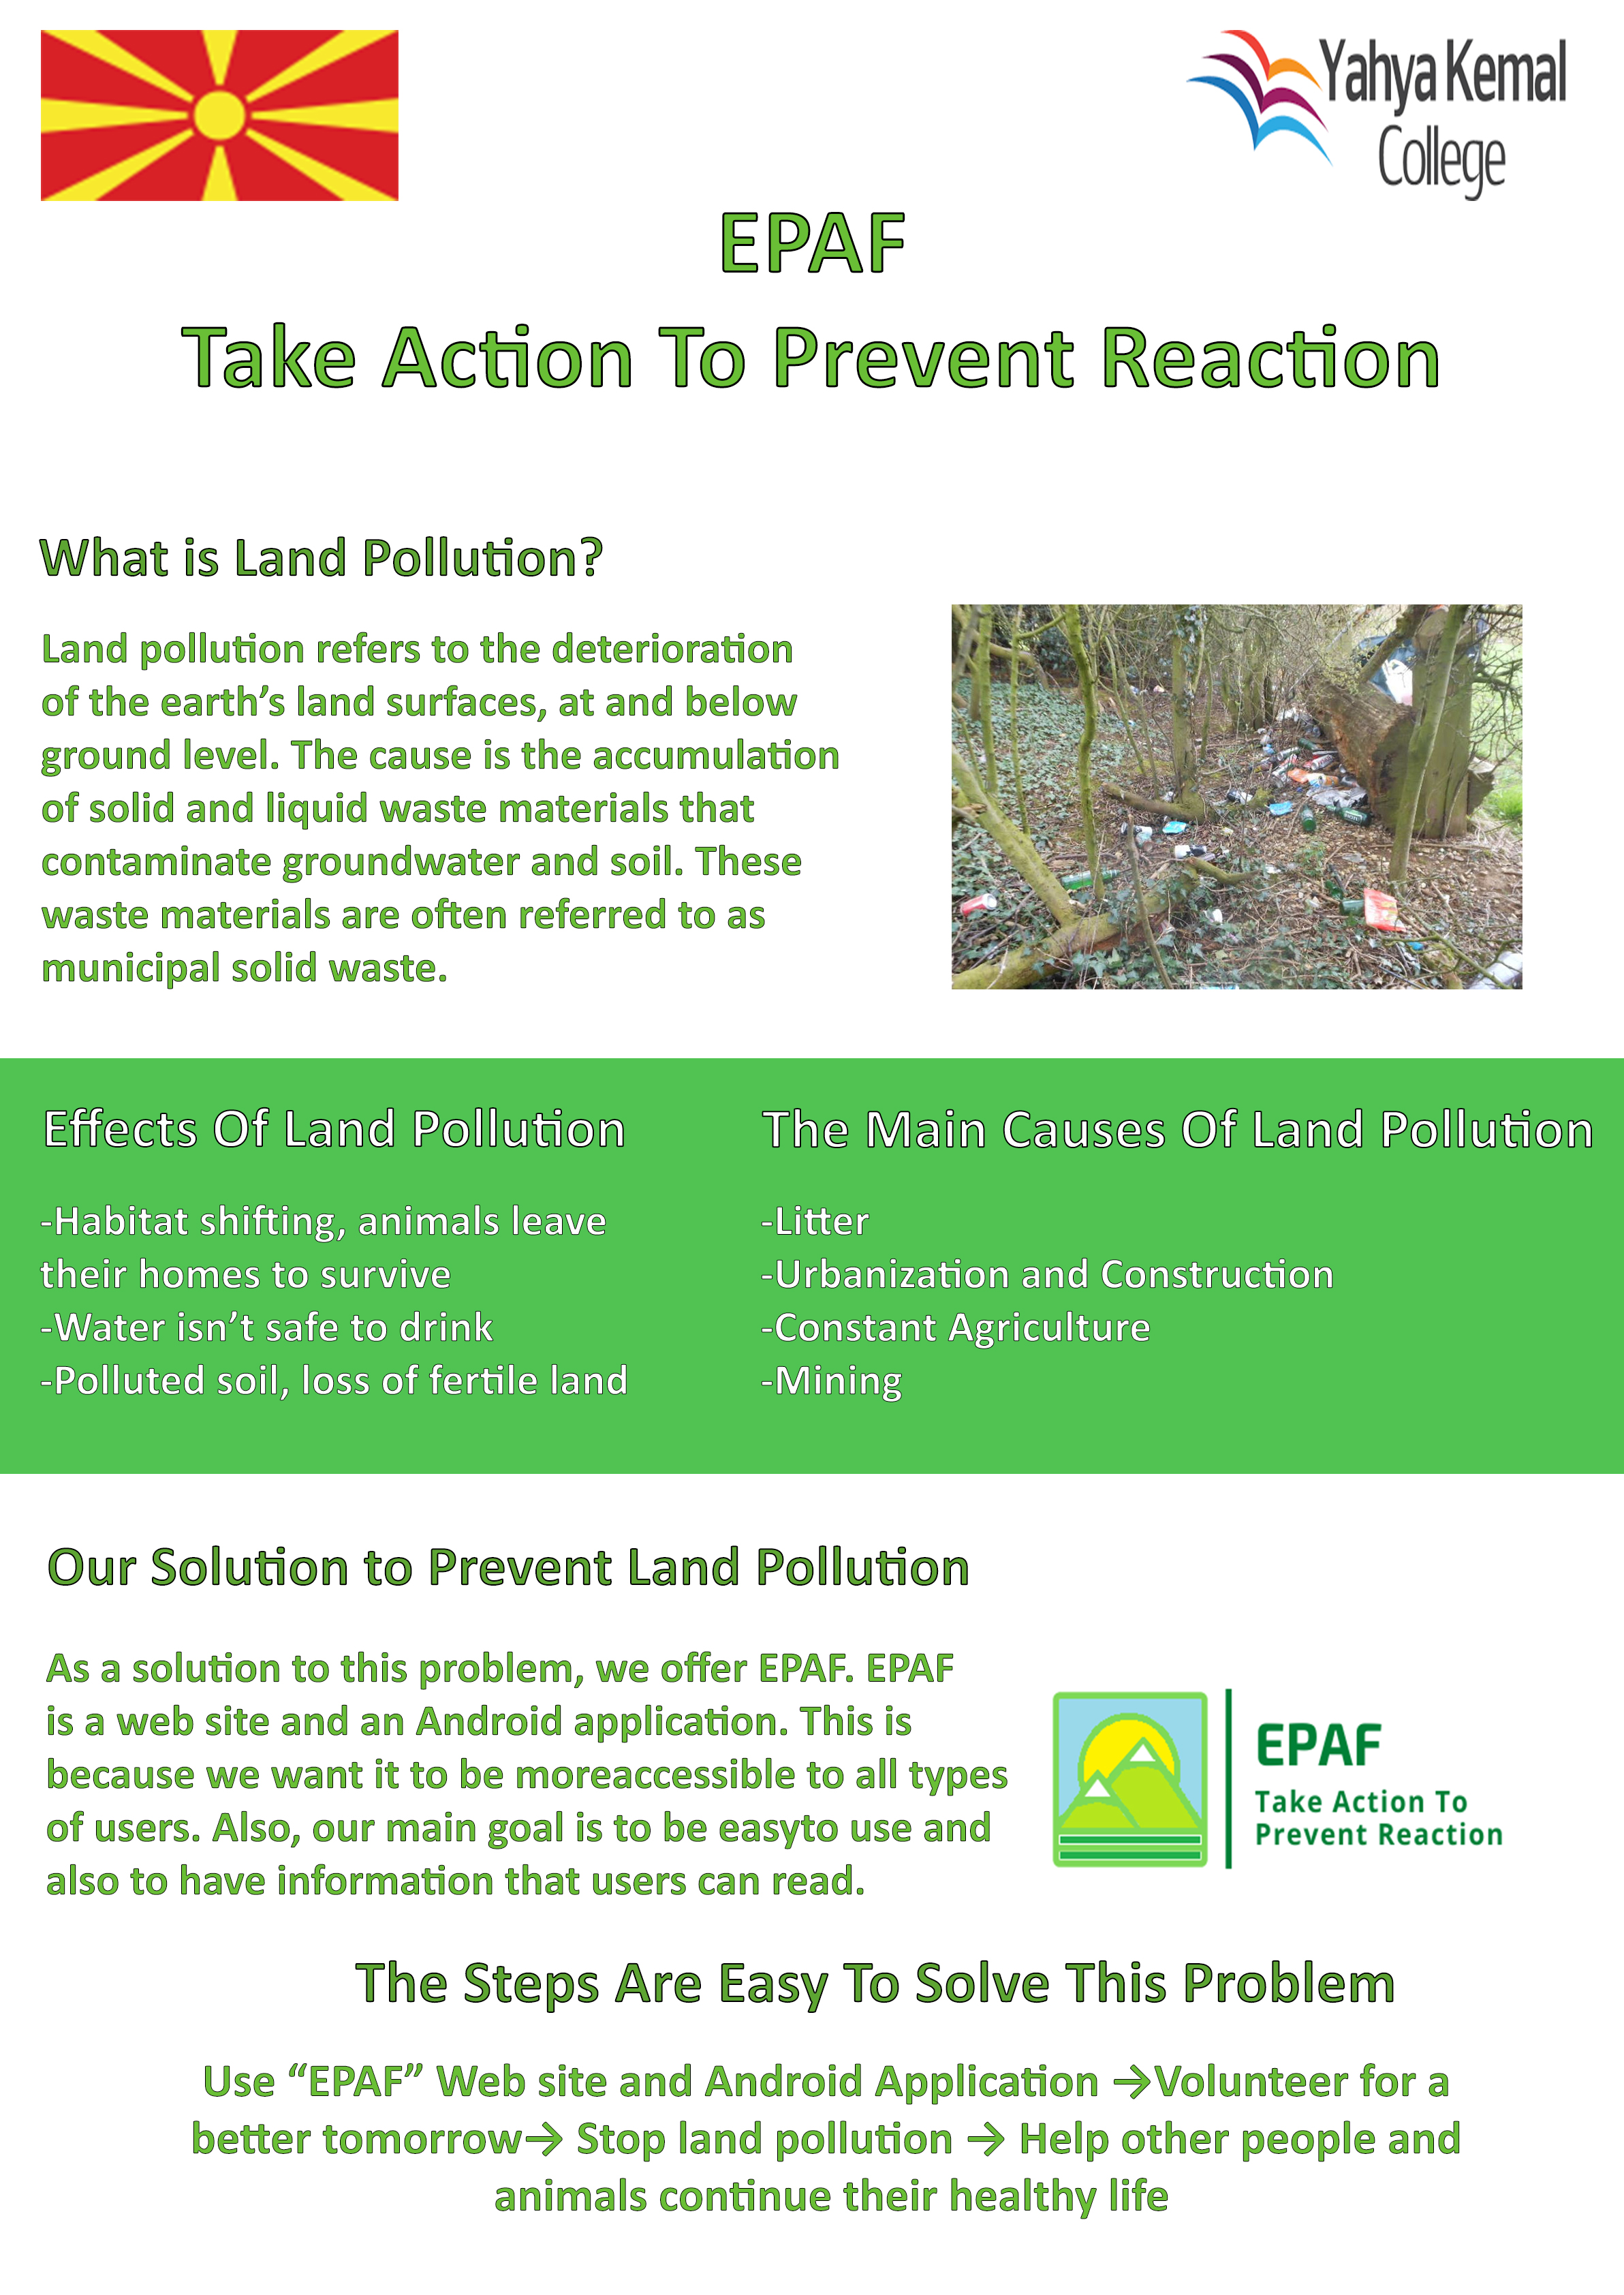 Yahya Kemal
College
EPAF
Take Action To Prevent Reaction
What is Land Pollution?
Land pollution refers to the deterioration
of the earth’s land surfaces, at and below
ground level. The cause is the accumulation
of solid and liquid waste materials that
contaminate groundwater and soil. These
waste materials are often referred to as
municipal solid waste.
Effects Of Land Pollution
-Habitat shifting, animals leave
their homes to survive
-Water isn’t safe to drink
-Polluted soil, loss of fertile land
The Main Causes Of Land Pollution
-Litter
-Urbanization and Construction
-Constant Agriculture
-Mining
Our Solution to Prevent Land Pollution
As a solution to this problem, we offer EPAF. EPAF
is a web site and an Android application. This is
because we want it to be moreaccessible to all types
of users. Also, our main goal is to be easyto use and
also to have information that users can read.
EPAF
Take Action To
Prevent Reaction
The Steps Are Easy To Solve This Problem
Use “EPAF” Web site and Android Application →Volunteer for a
better tomorrow→ Stop land pollution → Help other people and
animals continue their healthy life